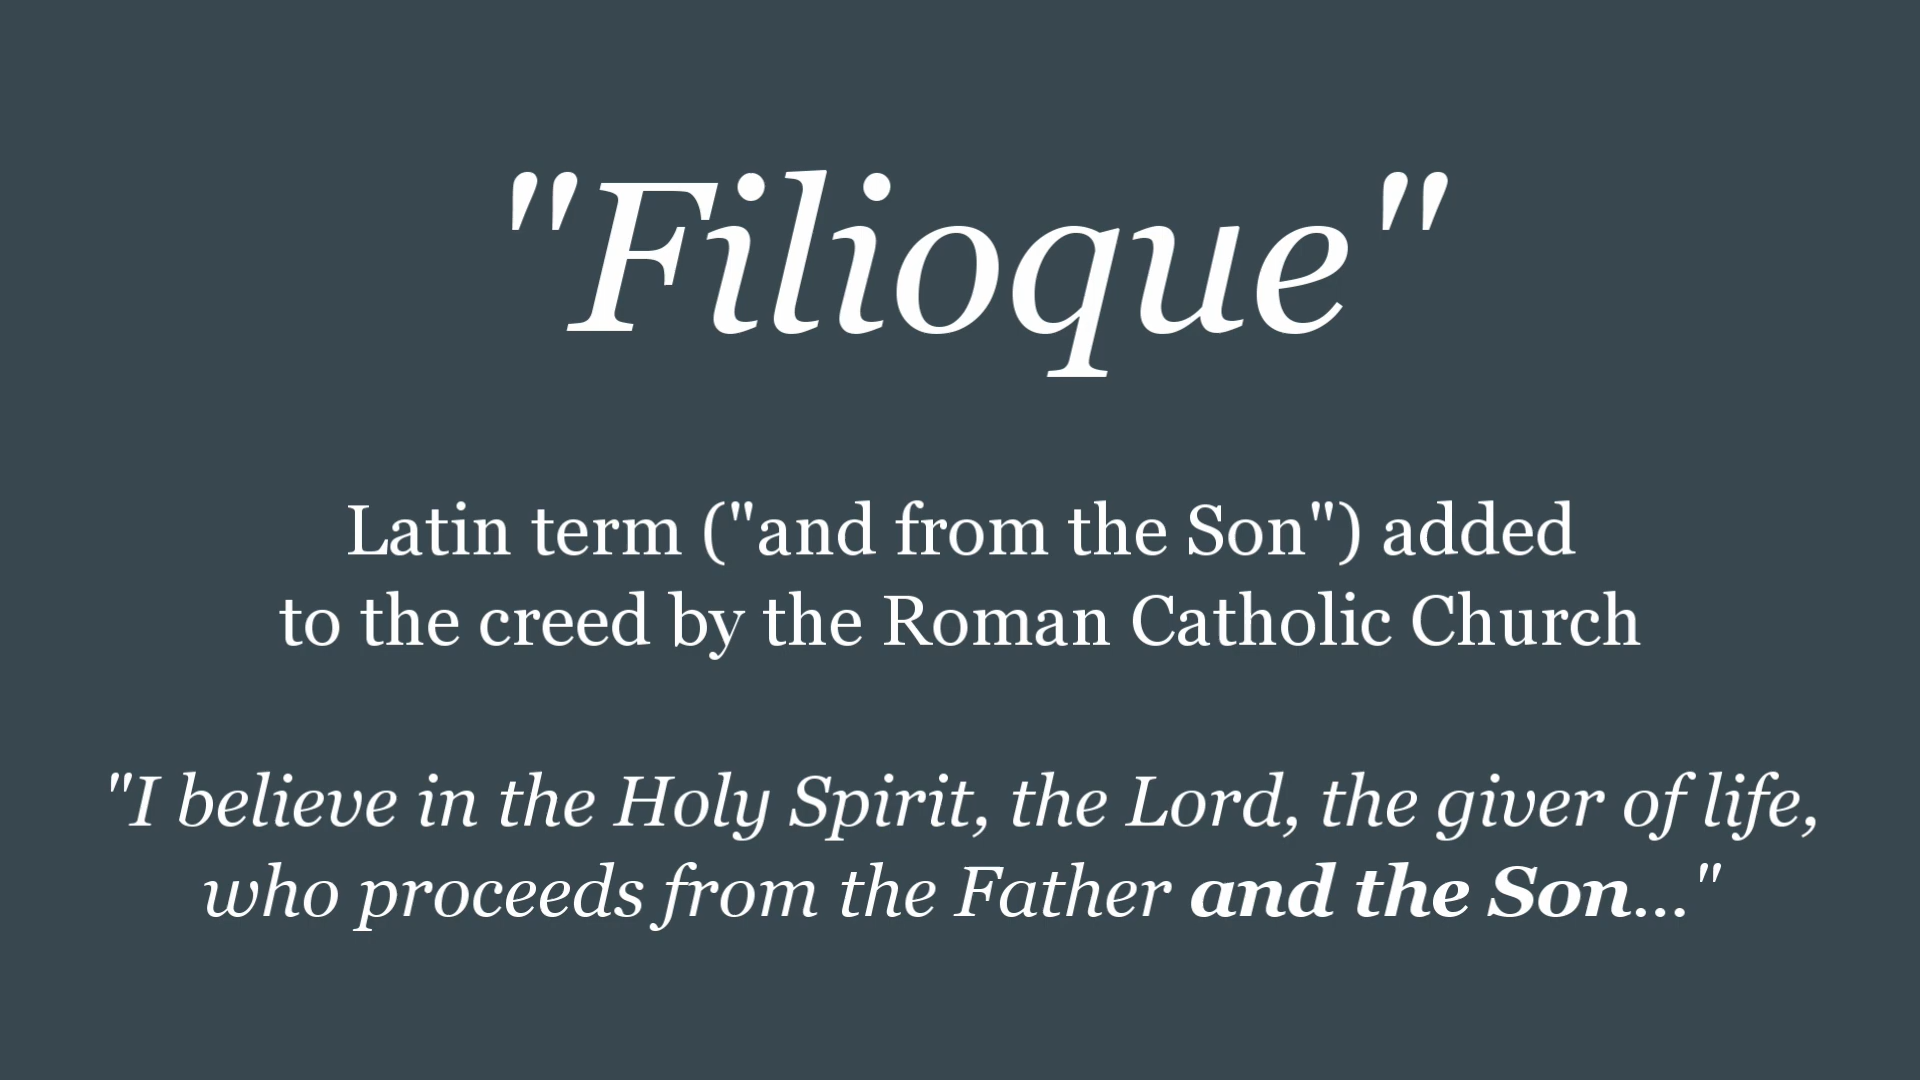 "Filioque"
Latin term ("and from the Son") added
to the creed by the Roman Catholic Church
"I believe in the Holy Spirit, the Lord, the giver of life,
who proceeds from the Father and the Son..."